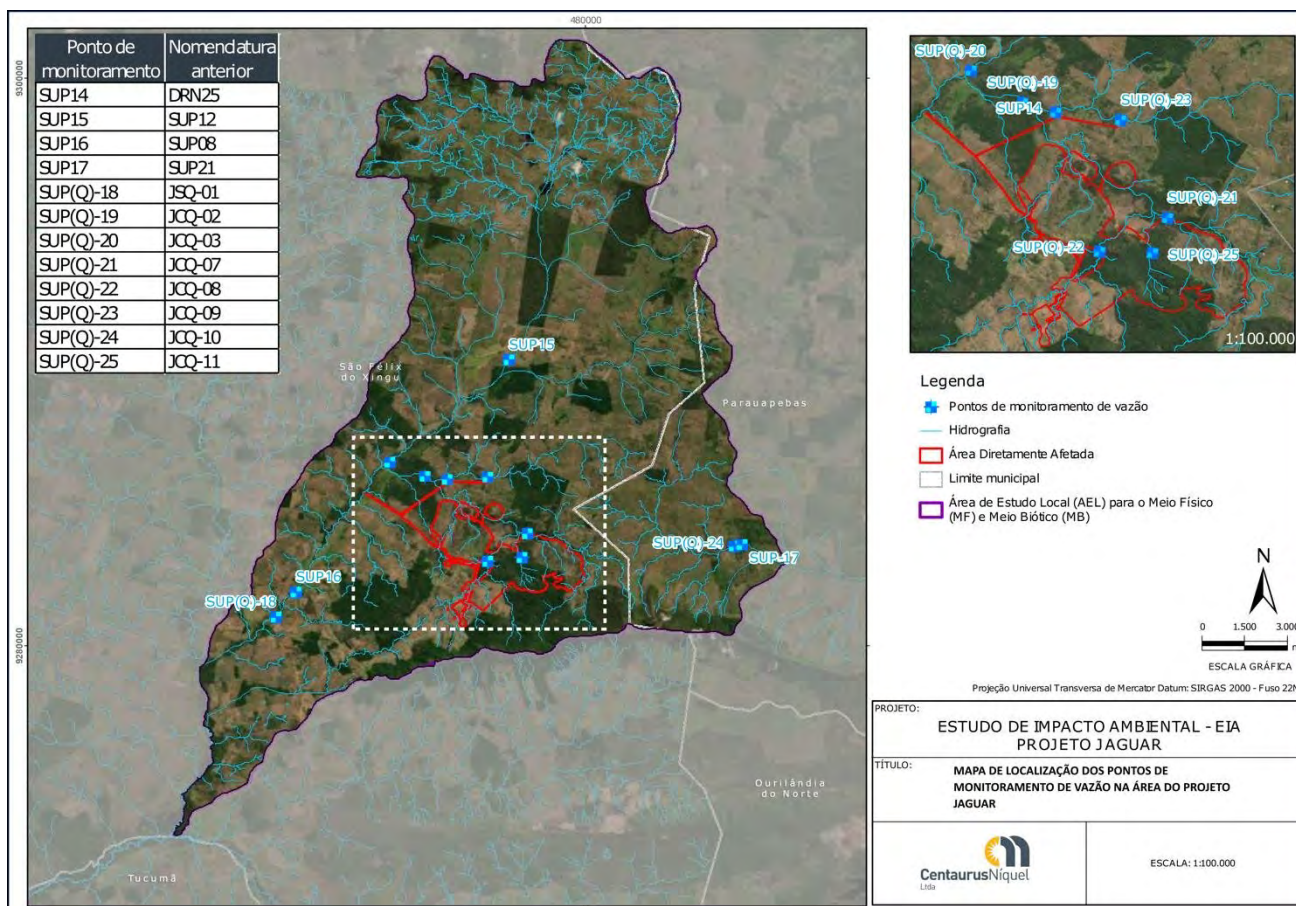 480000
9300000
9280000
Ponto de monitoramento Nomenclatura anterior
SUP14 DRN25
SUP15 SUP12
SUP16 SUP08
SUP17 SUP21
SUP(Q)-18 JSQ-01
SUP(Q)-19 JCQ-02
SUP(Q)-20 JCQ-03
SUP(Q)-21 JCQ-07
SUP(Q)-22 JCQ-08
SUP(Q)-23 JCQ-09
SUP(Q)-24 JCQ-10
SUP(Q)-25 JCQ-11
São Félix
do Xingu
SUP15
Parauapebas
SUP(Q)-24
SUP-17
SUP16
SUP(Q)-18
Ourilândia
do Norte
Tucumã
SUP(Q)-20
SUP(Q)-19
SUP14
SUP(Q)-23
SUP(Q)-21
SUP(Q)-22
SUP(Q)-25
1:100.000
Legenda
Pontos de monitoramento de vazão
Hidrografia
Área Diretamente Afetada
Limite municipal
Área de Estudo Local (AEL) para o Meio Físico
(MF) e Meio Biótico (MB)
N
0 1.500 3.000
m
ESCALA GRÁFICA
Projeção Universal Transversa de Mercator Datum: SIRGAS 2000 - Fuso 22M
PROJETO:
ESTUDO DE IMPACTO AMBIENTAL - EIA
PROJETO JAGUAR
TÍTULO:
MAPA DE LOCALIZAÇÃO DOS PONTOS DE
MONITORAMENTO DE VAZÃO NA ÁREA DO PROJETO
JAGUAR
CentaurusNíquel
Ltda
ESCALA: 1:100.000